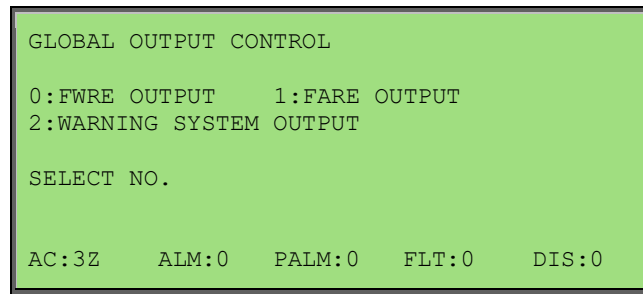 GLOBAL OUTPUT CONTROL
0:FWRE OUTPUT 1:FARE OUTPUT
2:WARNING SYSTEM OUTPUT
SELECT NO.
AC:3Z ALM:0 PALM:0 FLT:0 DIS:0